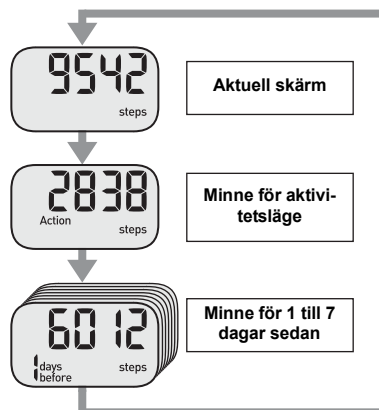 9542
steps
Aktuell skärm
2838
Action
steps
Minne för aktivi-
tetsläge
6012
1 days
before
steps
Minne för 1 till 7
dagar sedan